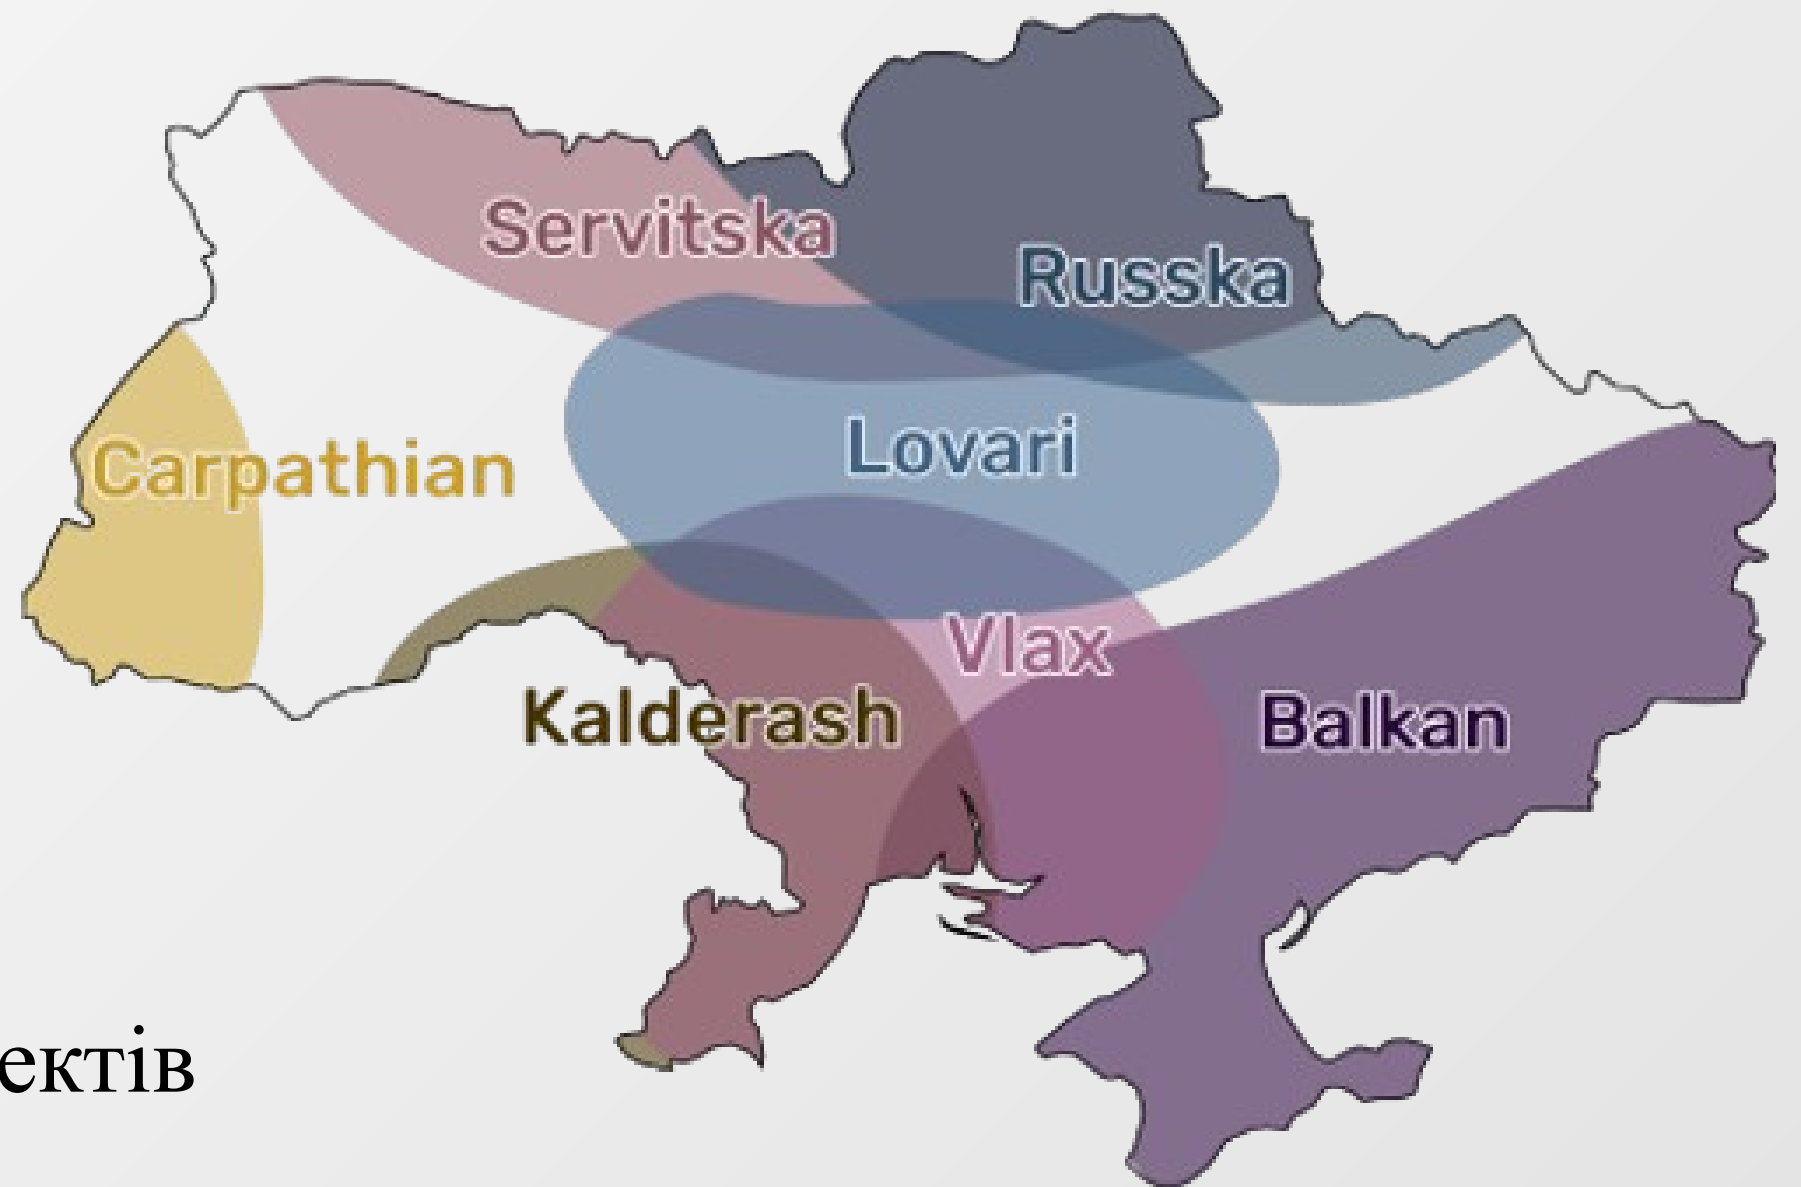 Servitska
Russka
Lovari
Carpathian
Vlax
Kalderash
Balkan
ектів